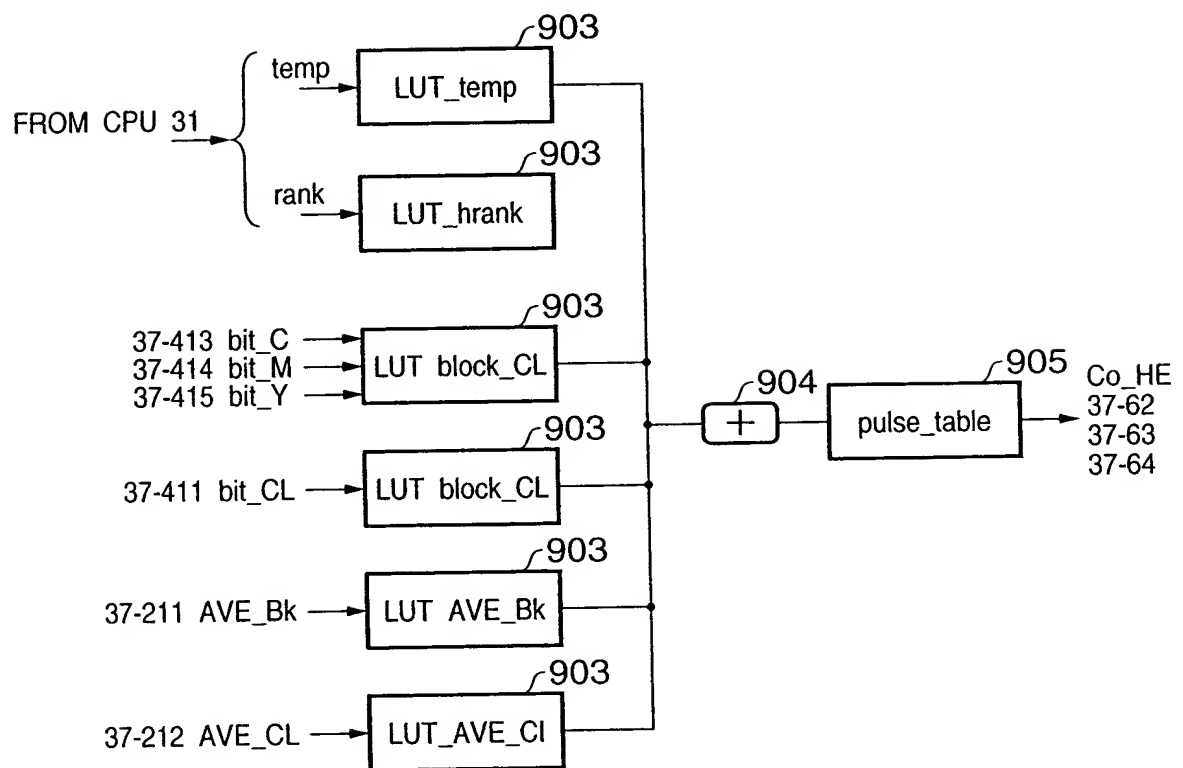 903
temp
LUT_temp
FROM CPU 31
903
rank
LUT_hrank
903
37-413 bit_C
37-414 bit_M
37-415 bit_Y
LUT block_CL
904
+
905
pulse_table
Co_HE
37-62
37-63
37-64
903
37-411 bit_CL
LUT block_CL
903
37-211 AVE_Bk
LUT AVE_Bk
903
37-212 AVE_CL
LUT_AVE_Cl